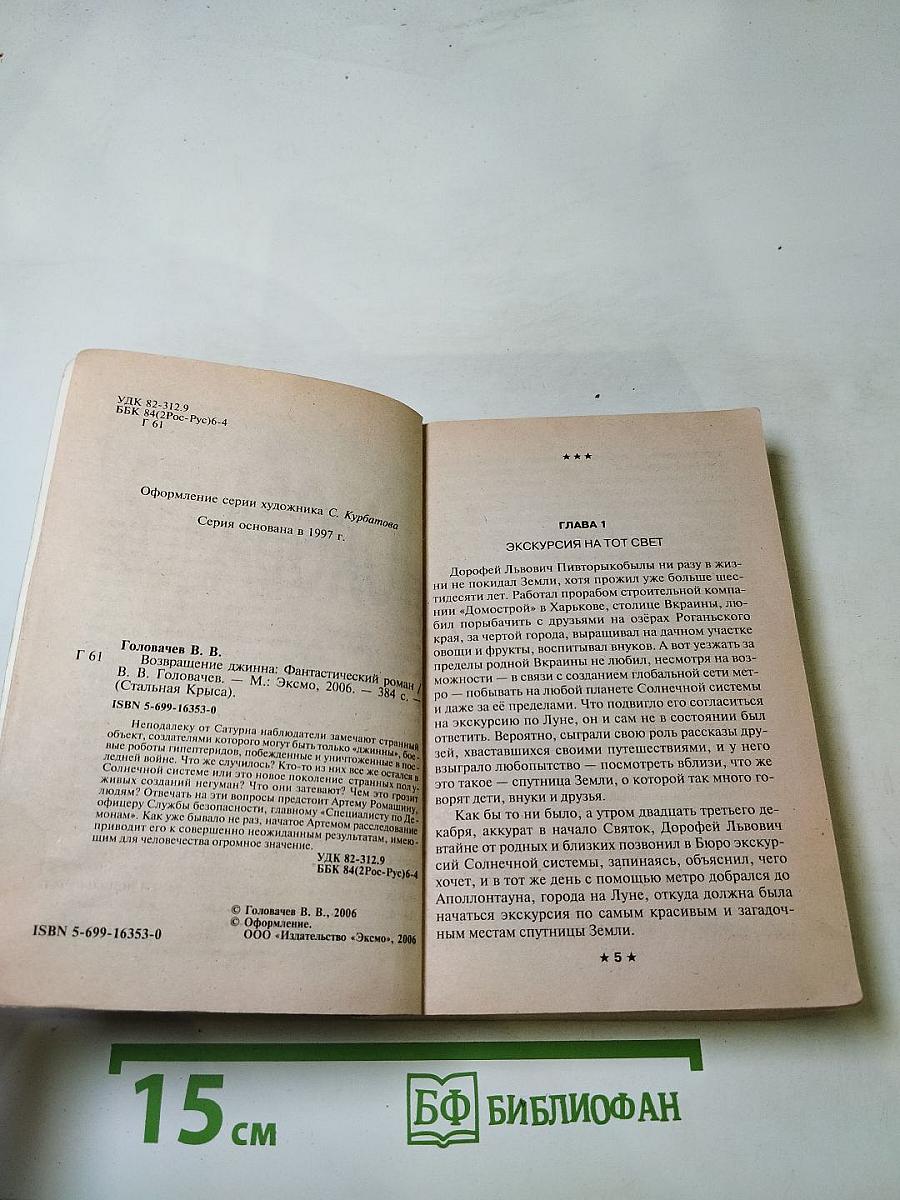 УДК 82-312.9
ББК 84(2Рос-Рус)6-4
Г 61
Оформление серии художника С. Курбатова
Серия основана в 1997 г.
Головачев В. В.
Г 61 Возвращение джинна: Фантастический роман /
В. В. Головачев. — М.: Эксмо, 2006. — 384 с. —
(Стальная Крыса).
ISBN 5-699-16353-0
Неподалеку от Сатурна наблюдатели замечают странный
объект, создателями которого могут быть только «джинны», бое-
вые роботы гиптеридов, побежденные и уничтоженные в пос-
ледней войне. Что же случилось? Кто-то из них все же остался в
Солнечной системе или это новое поколение странных полу-
живых созданий негуман? Что они затевают? Чем это грозит
людям? Отвечать на эти вопросы предстоит Артему Ромашину,
офицеру Службы безопасности, главному «Специалисту по Де-
монам». Как уже бывало не раз, начатое Артемом расследование
приводит его к совершенно неожиданным результатам, имею-
щим для человечества огромное значение.
УДК 82-312.9
ББК 84(2Рос-Рус)6-4
© Головачев В. В., 2006
© Оформление.
ISBN 5-699-16353-0 ООО «Издательство «Эксмо», 2006
★★★
ГЛАВА 1
ЭКСКУРСИЯ НА ТОТ СВЕТ
Дорофей Львович Пивторыкобылы ни разу в жиз-
ни не покидал Земли, хотя прожил уже больше шес-
тидесяти лет. Работал прорабом строительной компа-
нии «Домострой» в Харькове, столице Вкраины, лю-
бил порыбачить с друзьями на озёрах Роганьского
края, за чертой города, выращивал на дачном участке
овощи и фрукты, воспитывал внуков. А вот уезжать за
пределы родной Вкраины не любил, несмотря на воз-
можности — в связи с созданием глобальной сети мет-
ро — побывать на любой планете Солнечной системы
и даже за её пределами. Что подвигло его согласиться
на экскурсию по Луне, он и сам не в состоянии был
ответить. Вероятно, сыграли свою роль рассказы дру-
зей, хваставшихся своими путешествиями, и у него
взыграло любопытство — посмотреть вблизи, что же
это такое — спутница Земли, о которой так много го-
ворят дети, внуки и друзья.
Как бы то ни было, а утром двадцать третьего де-
кабря, аккурат в начало Святок, Дорофей Львович
втайне от родных и близких позвонил в Бюро экскур-
сий Солнечной системы, запинаясь, объяснил, чего
хочет, и в тот же день с помощью метро добрался до
Аполлонтауна, города на Луне, откуда должна была
начаться экскурсия по самым красивым и загадоч-
ным местам спутницы Земли.
★ 5 ★
15 см
БФ БИБЛИОФАН